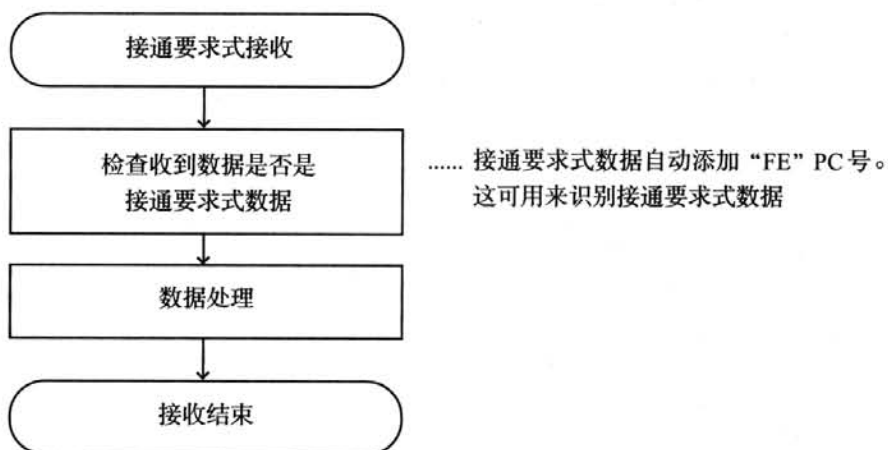 接通要求式接收
检查收到数据是否是
接通要求式数据
...... 接通要求式数据自动添加“FE”PC号。
这可用来识别接通要求式数据
数据处理
接收结束